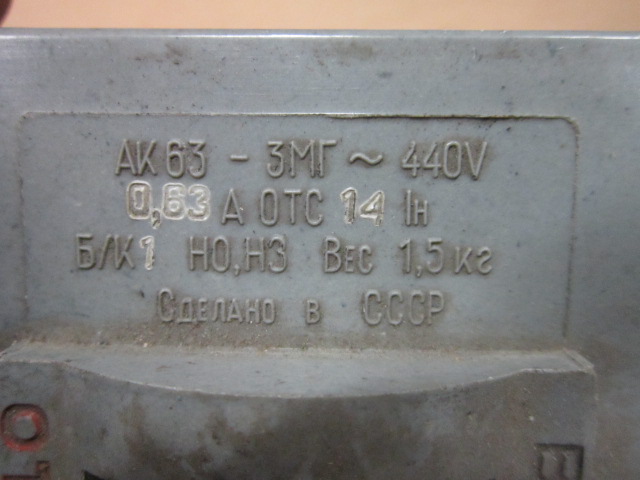 АК63 - 3МГ ~ 440V
0,63 А ОТС 14 Iн
Б/К1 НО,НЗ Вес 1,5 кг
Сделано в СССР